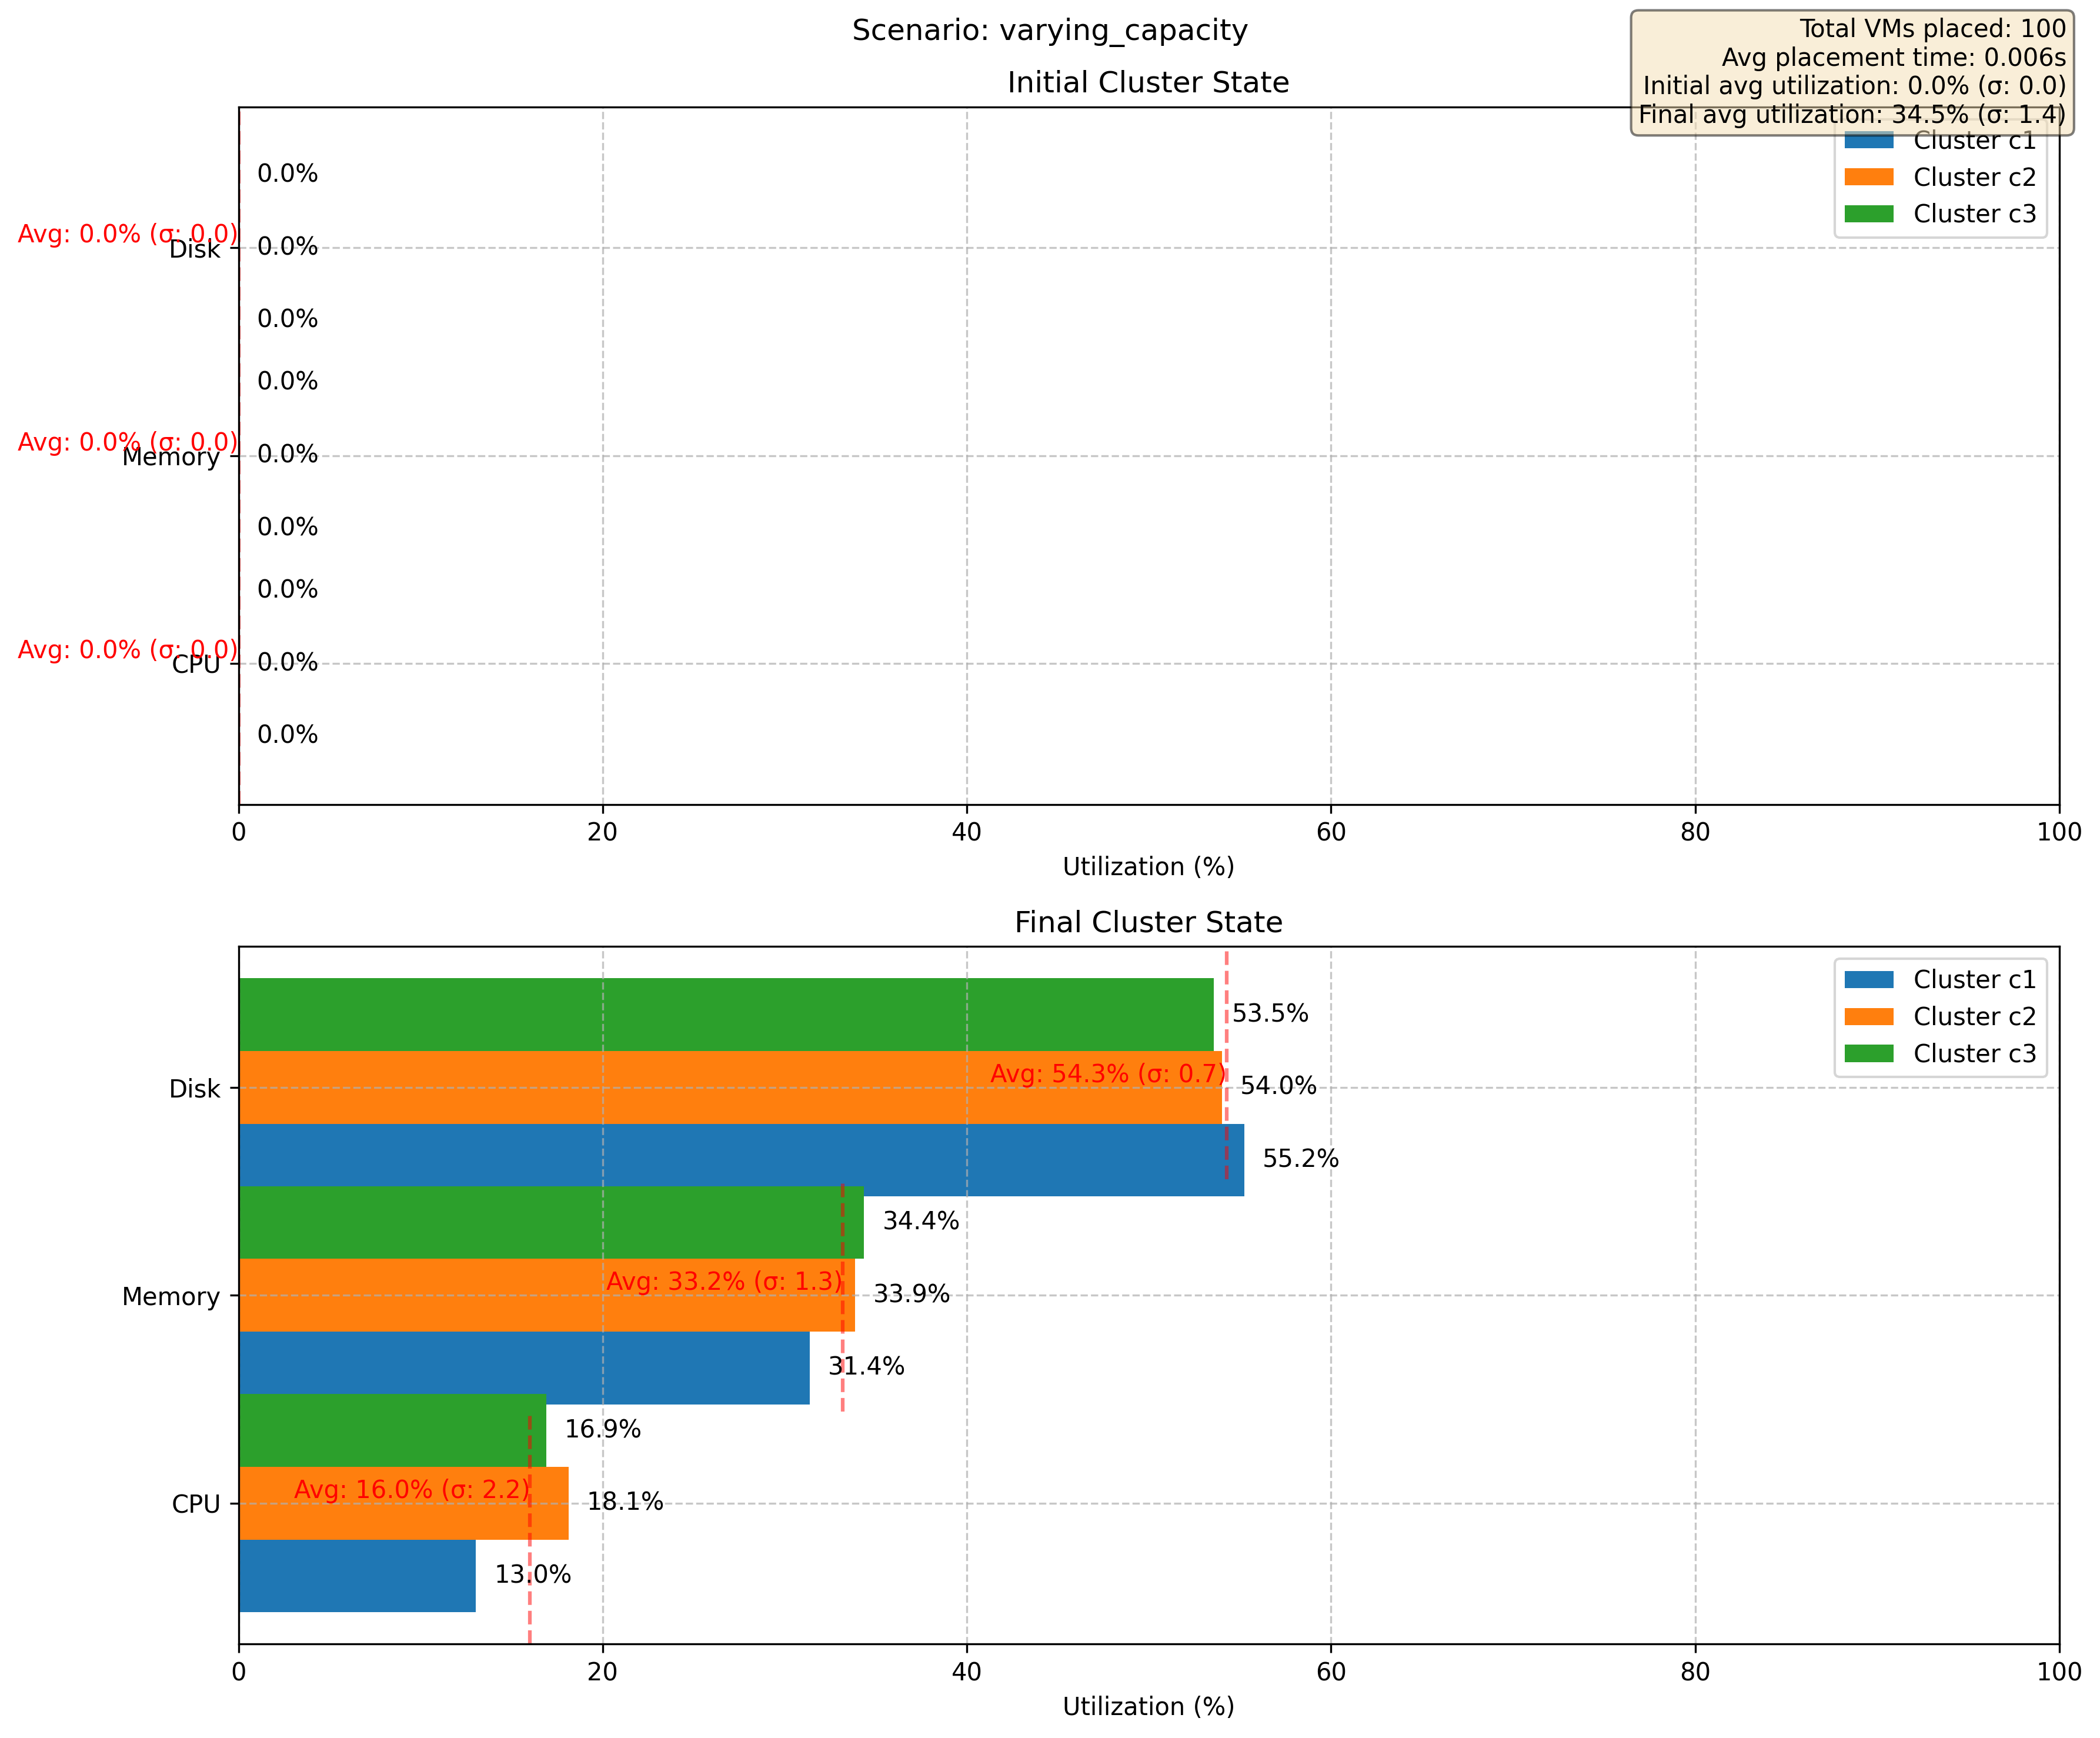 Scenario: varying_capacity
Total VMs placed: 100
Avg placement time: 0.006s
Initial avg utilization: 0.0% (σ: 0.0)
Final avg utilization: 34.5% (σ: 1.4)
Initial Cluster State
Cluster c1
Cluster c2
Cluster c3
0.0%
Avg: 0.0% (σ: 0.0)
Disk
0.0%
0.0%
0.0%
Avg: 0.0% (σ: 0.0)
Memory
0.0%
0.0%
0.0%
Avg: 0.0% (σ: 0.0)
CPU
0.0%
0.0%
0 20 40 60 80 100
Utilization (%)
Final Cluster State
Cluster c1
Cluster c2
Cluster c3
53.5%
Avg: 54.3% (σ: 0.7)
Disk
54.0%
55.2%
34.4%
Avg: 33.2% (σ: 1.3)
Memory
33.9%
31.4%
16.9%
Avg: 16.0% (σ: 2.2)
CPU
18.1%
13.0%
0 20 40 60 80 100
Utilization (%)